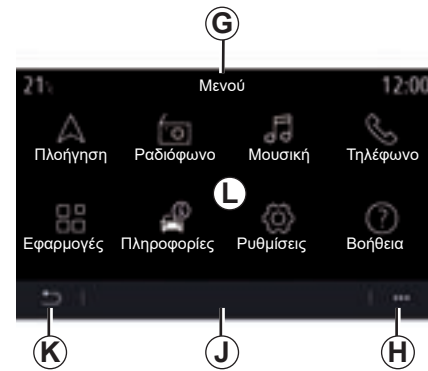 G
21 Μενού 12:00
Πλοήγηση Ραδιόφωνο Μουσική Τηλέφωνο
L
Εφαρμογές Πληροφορίες Ρυθμίσεις Βοήθεια
K J H